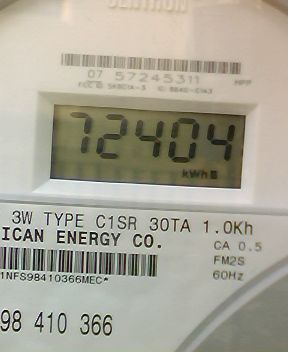 CENTRON
07 57245311
72404
kWh
3W TYPE C1SR 30TA 1.0Kh
ICAN ENERGY CO.
CA 0.5
FM2S
1NFS98410366MEC*
60Hz
98 410 366